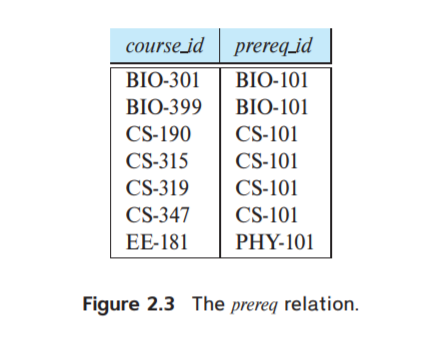 course_id prereq_id
BIO-301 BIO-101
BIO-399 BIO-101
CS-190 CS-101
CS-315 CS-101
CS-319 CS-101
CS-347 CS-101
EE-181 PHY-101
Figure 2.3 The prereq relation.